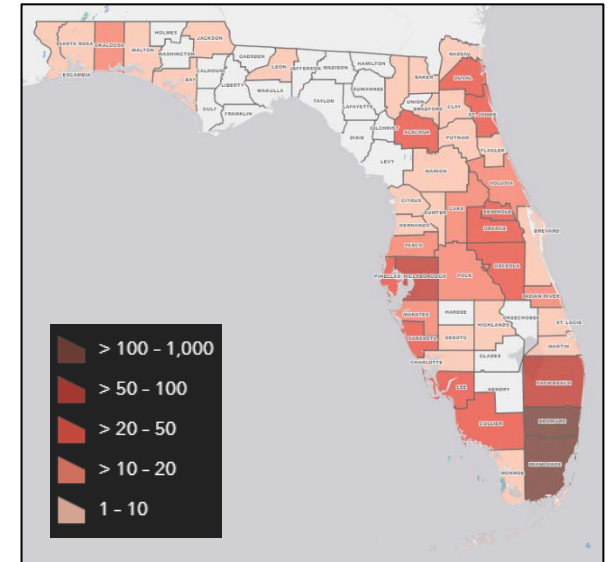 HOLMES
JACKSON
SANTA ROSA
OKALOOSA
WALTON
WASHINGTON
ESCAMBIA
BAY
CALHOUN
GADSDEN
LEON
LIBERTY
WAKULLA
GULF
FRANKLIN
JEFFERSON
MADISON
HAMILTON
TAYLOR
SUWANNEE
LAFAYETTE
DIXIE
GILCHRIST
LEVY
BAKER
NASSAU
DUVAL
UNION
BRADFORD
CLAY
ST. JOHNS
ALACHUA
PUTNAM
FLAGLER
MARION
VOLUSIA
CITRUS
SUMTER
LAKE
HERNANDO
SEMINOLE
ORANGE
BREVARD
PASCO
PINELLAS
HILLSBOROUGH
POLK
OSCEOLA
INDIAN RIVER
MANATEE
HARDEE
HIGHLANDS
OKEECHOBEE
ST. LUCIE
SARASOTA
DESOTO
MARTIN
CHARLOTTE
GLADES
LEE
HENDRY
PALM BEACH
COLLIER
BROWARD
MONROE
MIAMI-DADE
> 100 – 1,000
> 50 – 100
> 20 – 50
> 10 – 20
1 – 10